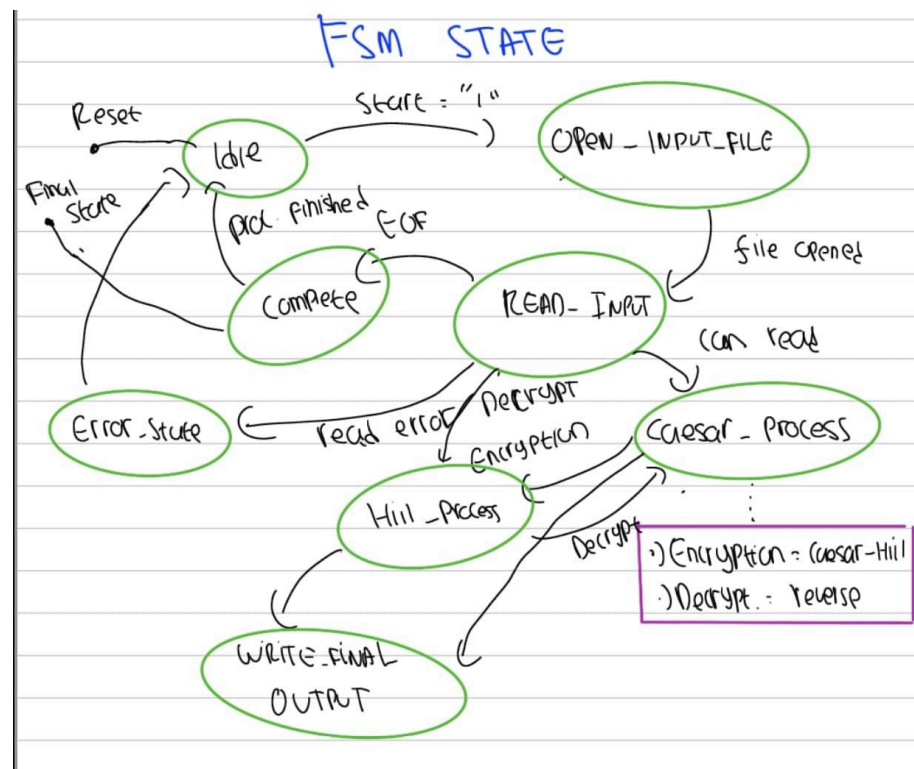 FSM STATE
Reset
Start = "1"
Idle
OPEN_INPUT_FILE
Final
State
finished
EOF
file opened
Complete
READ_INPUT
can read
Error_State
read error
Decrypt
Caesar_Process
Encryption
Hill_Process
Decrypt
·) Encryption = Caesar-Hill
·) Decrypt. = reverse
WRITE_FINAL
OUTPUT